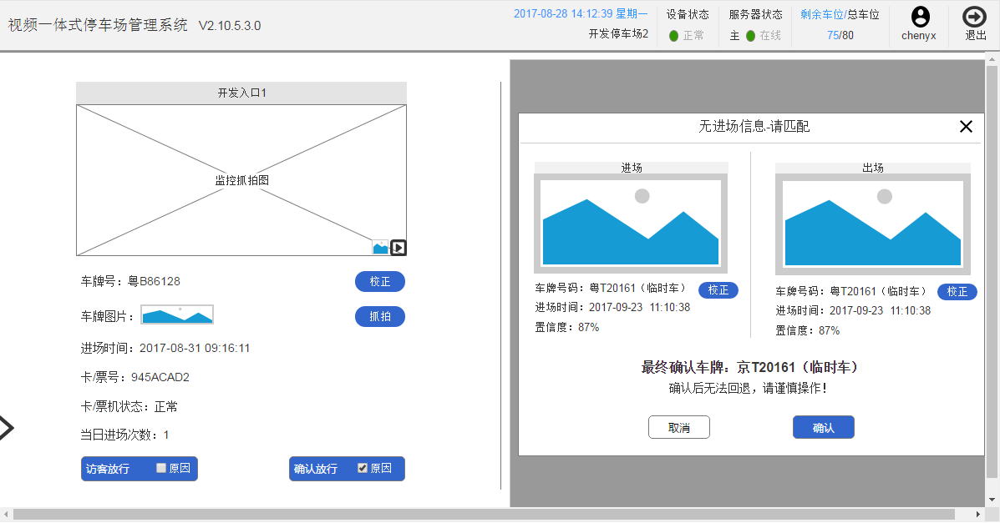 视频一体式停车场管理系统 V2.10.5.3.0
2017-08-28 14:12:39 星期一
开发停车场2
设备状态
正常
服务器状态
主 在线
剩余车位/总车位
75/80
chenyx
退出
开发入口1
监控抓拍图
车牌号：粤B86128
校正
车牌图片：
抓拍
进场时间：2017-08-31 09:16:11
卡/票号：945ACAD2
卡/票机状态：正常
当日进场次数：1
访客放行 原因
确认放行 原因
无进场信息-请匹配
进场
车牌号码：粤T20161（临时车）
校正
进场时间：2017-09-23 11:10:38
置信度：87%
出场
车牌号码：粤T20161（临时车）
校正
进场时间：2017-09-23 11:10:38
置信度：87%
最终确认车牌：京T20161（临时车）
确认后无法回退，请谨慎操作！
取消
确认